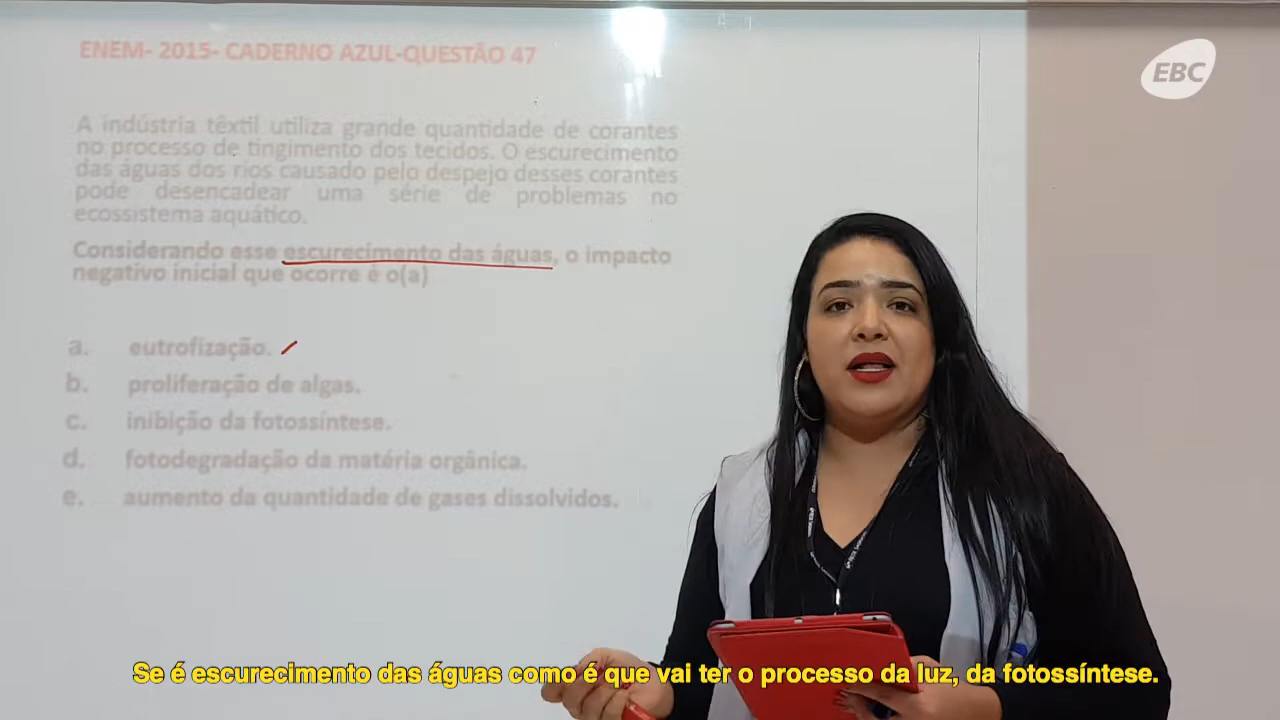 ENEM- 2015- CADERNO AZUL-QUESTÃO 47
EBC
A indústria têxtil utiliza grande quantidade de corantes
no processo de tingimento dos tecidos. O escurecimento
das águas dos rios causado pelo despejo desses corantes
pode desencadear uma série de problemas no
ecossistema aquático.
Considerando esse escurecimento das águas, o impacto
negativo inicial que ocorre é o(a)
a. eutrofização.
b. proliferação de algas.
c. inibição da fotossíntese.
d. fotodegradação da matéria orgânica.
e. aumento da quantidade de gases dissolvidos.
Se é escurecimento das águas como é que vai ter o processo da luz, da fotossíntese.